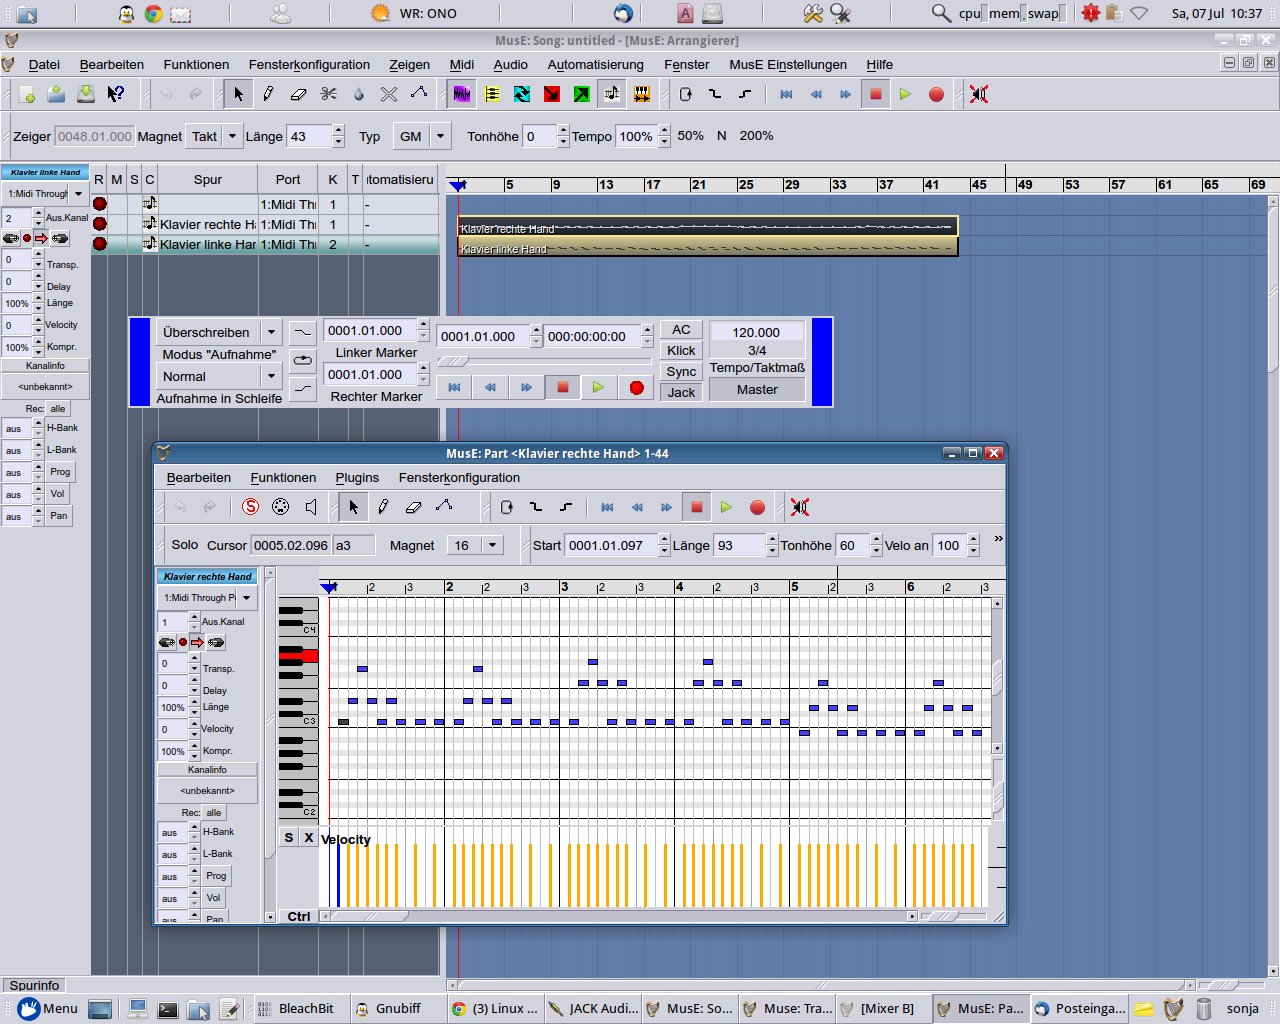 WR: ONO
cpu mem swap
Sa, 07 Jul 10:37
MusE: Song: untitled - [MusE: Arrangierer]
Datei Bearbeiten Funktionen Fensterkonfiguration Zeigen Midi Audio Automatisierung Fenster MusE Einstellungen Hilfe
Zeiger 0048.01.000 Magnet Takt Länge 43 Typ GM Tonhöhe 0 Tempo 100% 50% N 200%
Klavier linke Hand
R M S C Spur Port K T
1 5 9 13 17 21 25 29 33 37 41 45 49 53 57 61 65 69
1:Midi Through
1:Midi Thr 1 -
2 Aus.Kanal
Klavier rechte Ha 1:Midi Thr 1 -
Klavier linke Han 1:Midi Thr 2 -
Klavier rechte Hand
Klavier linke Hand
0 Transp.
0 Delay
100% Länge
0 Velocity
100% Kompr.
Kanalinfo
<unbekannt>
Rec: alle
aus H-Bank
aus L-Bank
aus Prog
aus Vol
aus Pan
Überschreiben
Modus "Aufnahme"
Normal
Aufnahme in Schleife
0001.01.000
Linker Marker
0001.01.000
Rechter Marker
0001.01.000 000:00:00:00
AC
Klick
Sync
Jack
120.000
3/4
Tempo/Taktmaß
Master
MusE: Part <Klavier rechte Hand> 1-44
Bearbeiten Funktionen Plugins Fensterkonfiguration
Solo Cursor 0005.02.096 a3 Magnet 16 Start 0001.01.097 Länge 93 Tonhöhe 60 Velo an 100 »
Klavier rechte Hand
1 2 3 2 2 3 3 2 3 4 2 3 5 2 3 6 2 3
1:Midi Through P
1 Aus.Kanal
0 Transp.
0 Delay
100% Länge
0 Velocity
100% Kompr.
Kanalinfo
<unbekannt>
Rec: alle
aus H-Bank
aus L-Bank
aus Prog
aus Vol
aus Pan
C4
C3
C2
S X Velocity
Ctrl
Spurinfo
Menu
BleachBit
Gnubiff
(3) Linux ...
JACK Audi...
MusE: So...
Muse: Tra...
[Mixer B]
MusE: Pa...
Posteinga...
sonja